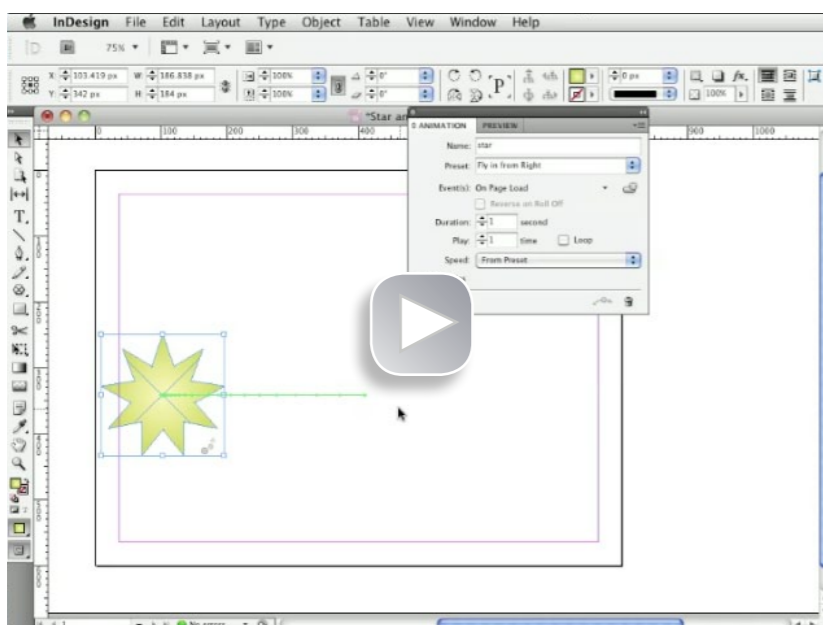 InDesign File Edit Layout Type Object Table View Window Help
75%
X: 103.419 px W: 186.838 px 100% 0° 0 px
Y: 342 px H: 184 px 100% 0° P 100%
*Star an
ANIMATION PREVIEW
0 100 200 300 400 900 1000
Name: star
Preset: Fly in from Right
Event(s): On Page Load
Reverse on Roll Off
Duration: 1 second
Play: 1 time Loop
Speed: From Preset
No errors